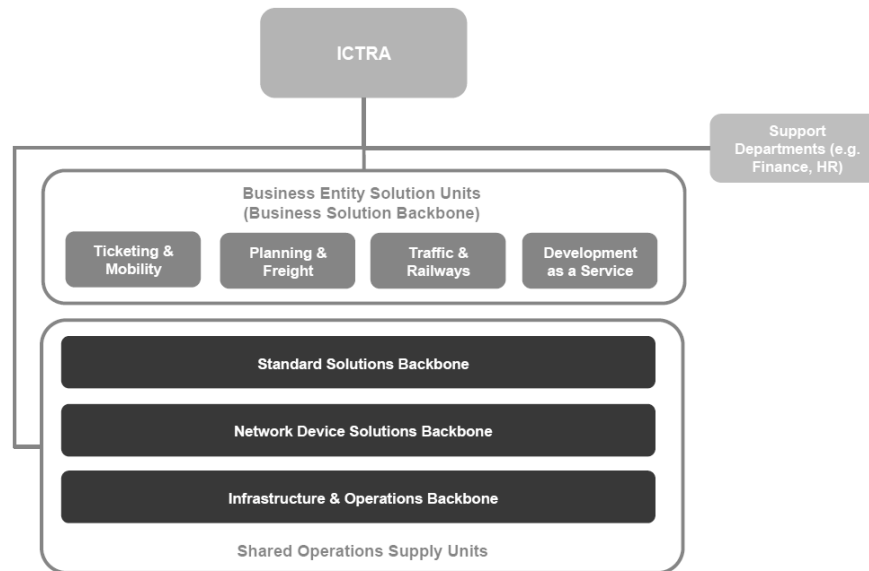 ICTRA
Support
Departments (e.g.
Finance, HR)
Business Entity Solution Units
(Business Solution Backbone)
Ticketing &
Mobility
Planning &
Freight
Traffic &
Railways
Development
as a Service
Standard Solutions Backbone
Network Device Solutions Backbone
Infrastructure & Operations Backbone
Shared Operations Supply Units